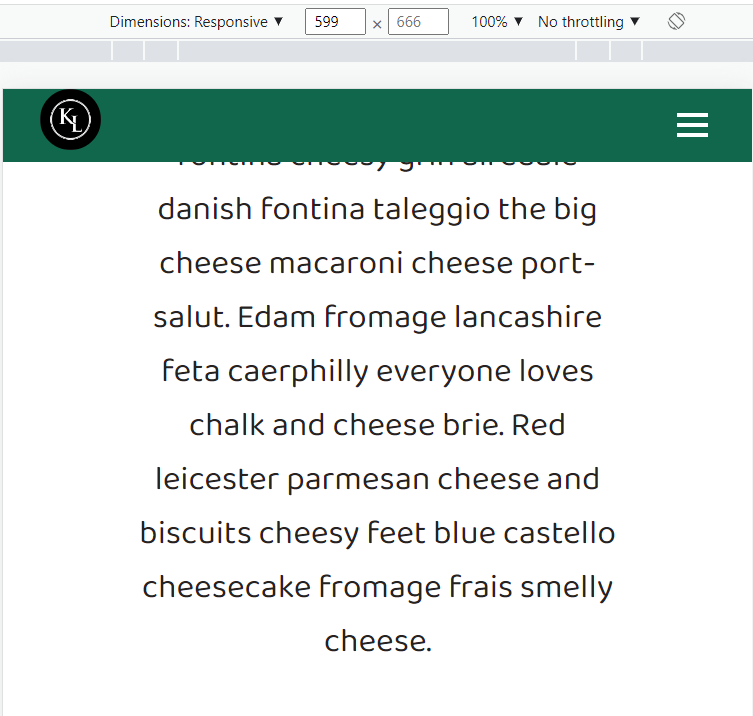 Dimensions: Responsive ▼ 599 × 666 100% ▼ No throttling ▼
KL
danish fontina taleggio the big
cheese macaroni cheese port-
salut. Edam fromage lancashire
feta caerphilly everyone loves
chalk and cheese brie. Red
leicester parmesan cheese and
biscuits cheesy feet blue castello
cheesecake fromage frais smelly
cheese.